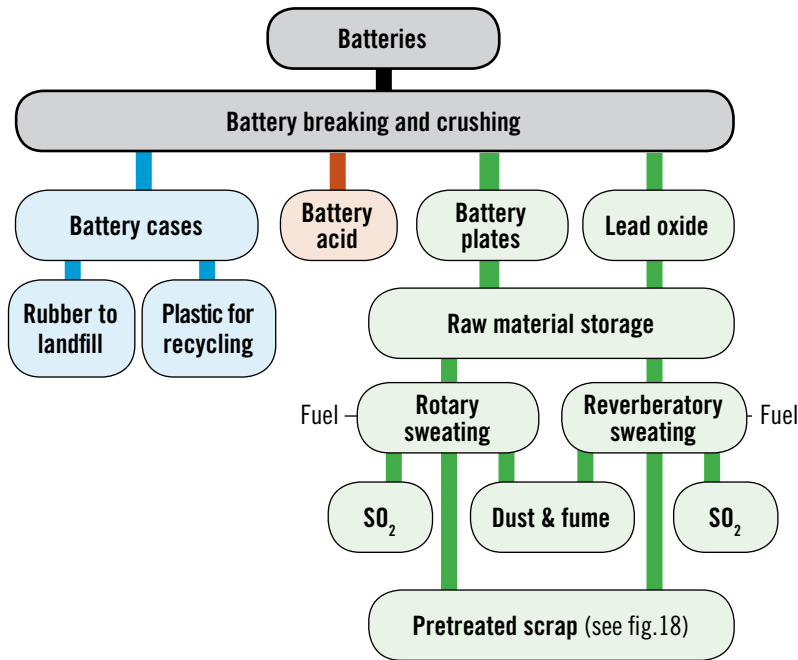 Batteries
Battery breaking and crushing
Battery cases
Battery
acid
Battery
plates
Lead oxide
Rubber to
landfill
Plastic for
recycling
Raw material storage
Fuel
Rotary
sweating
Reverberatory
sweating
Fuel
SO₂
Dust & fume
SO₂
Pretreated scrap (see fig.18)